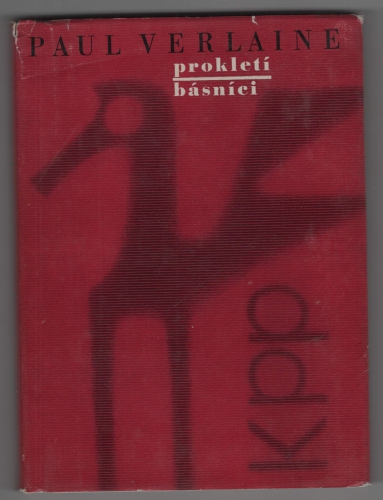 PAUL VERLAINE
prokletí
básníci
kpp